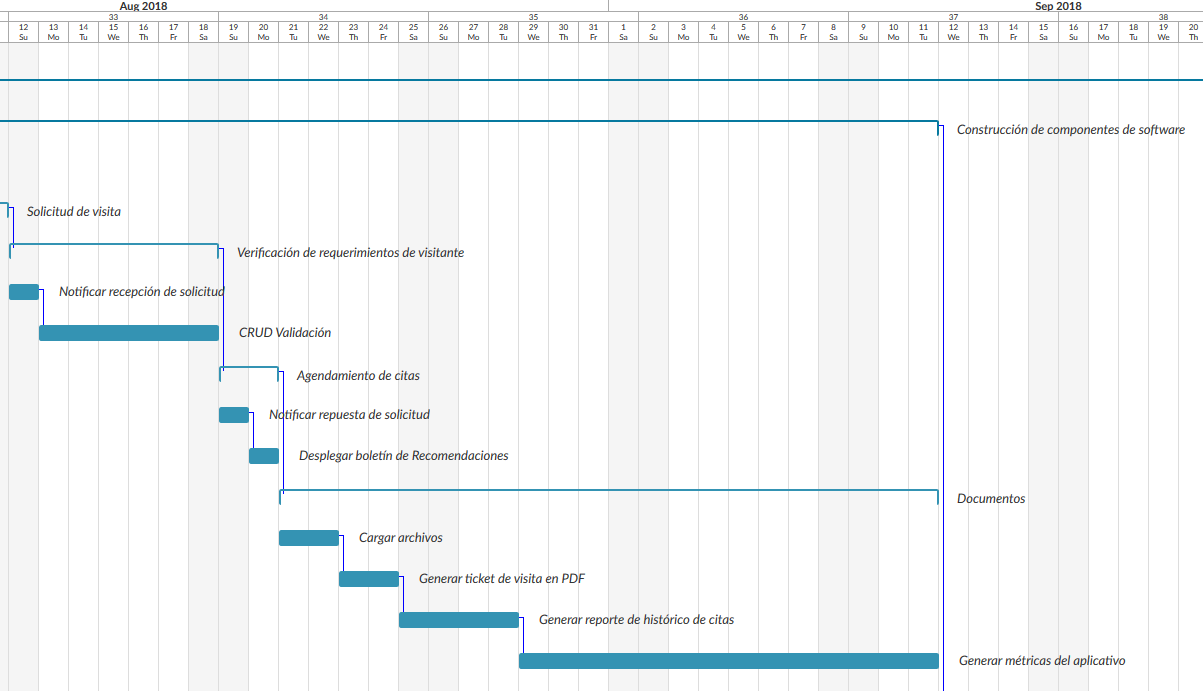 Aug 2018 Sep 2018
33 34 35 36 37 38
12 13 14 15 16 17 18 19 20 21 22 23 24 25 26 27 28 29 30 31 1 2 3 4 5 6 7 8 9 10 11 12 13 14 15 16 17 18 19 20
Su Mo Tu We Th Fr Sa Su Mo Tu We Th Fr Sa Su Mo Tu We Th Fr Sa Su Mo Tu We Th Fr Sa Su Mo Tu We Th Fr Sa Su Mo Tu We Th
Construcción de componentes de software
Solicitud de visita
Verificación de requerimientos de visitante
Notificar recepción de solicitud
CRUD Validación
Agendamiento de citas
Notificar repuesta de solicitud
Desplegar boletín de Recomendaciones
Documentos
Cargar archivos
Generar ticket de visita en PDF
Generar reporte de histórico de citas
Generar métricas del aplicativo